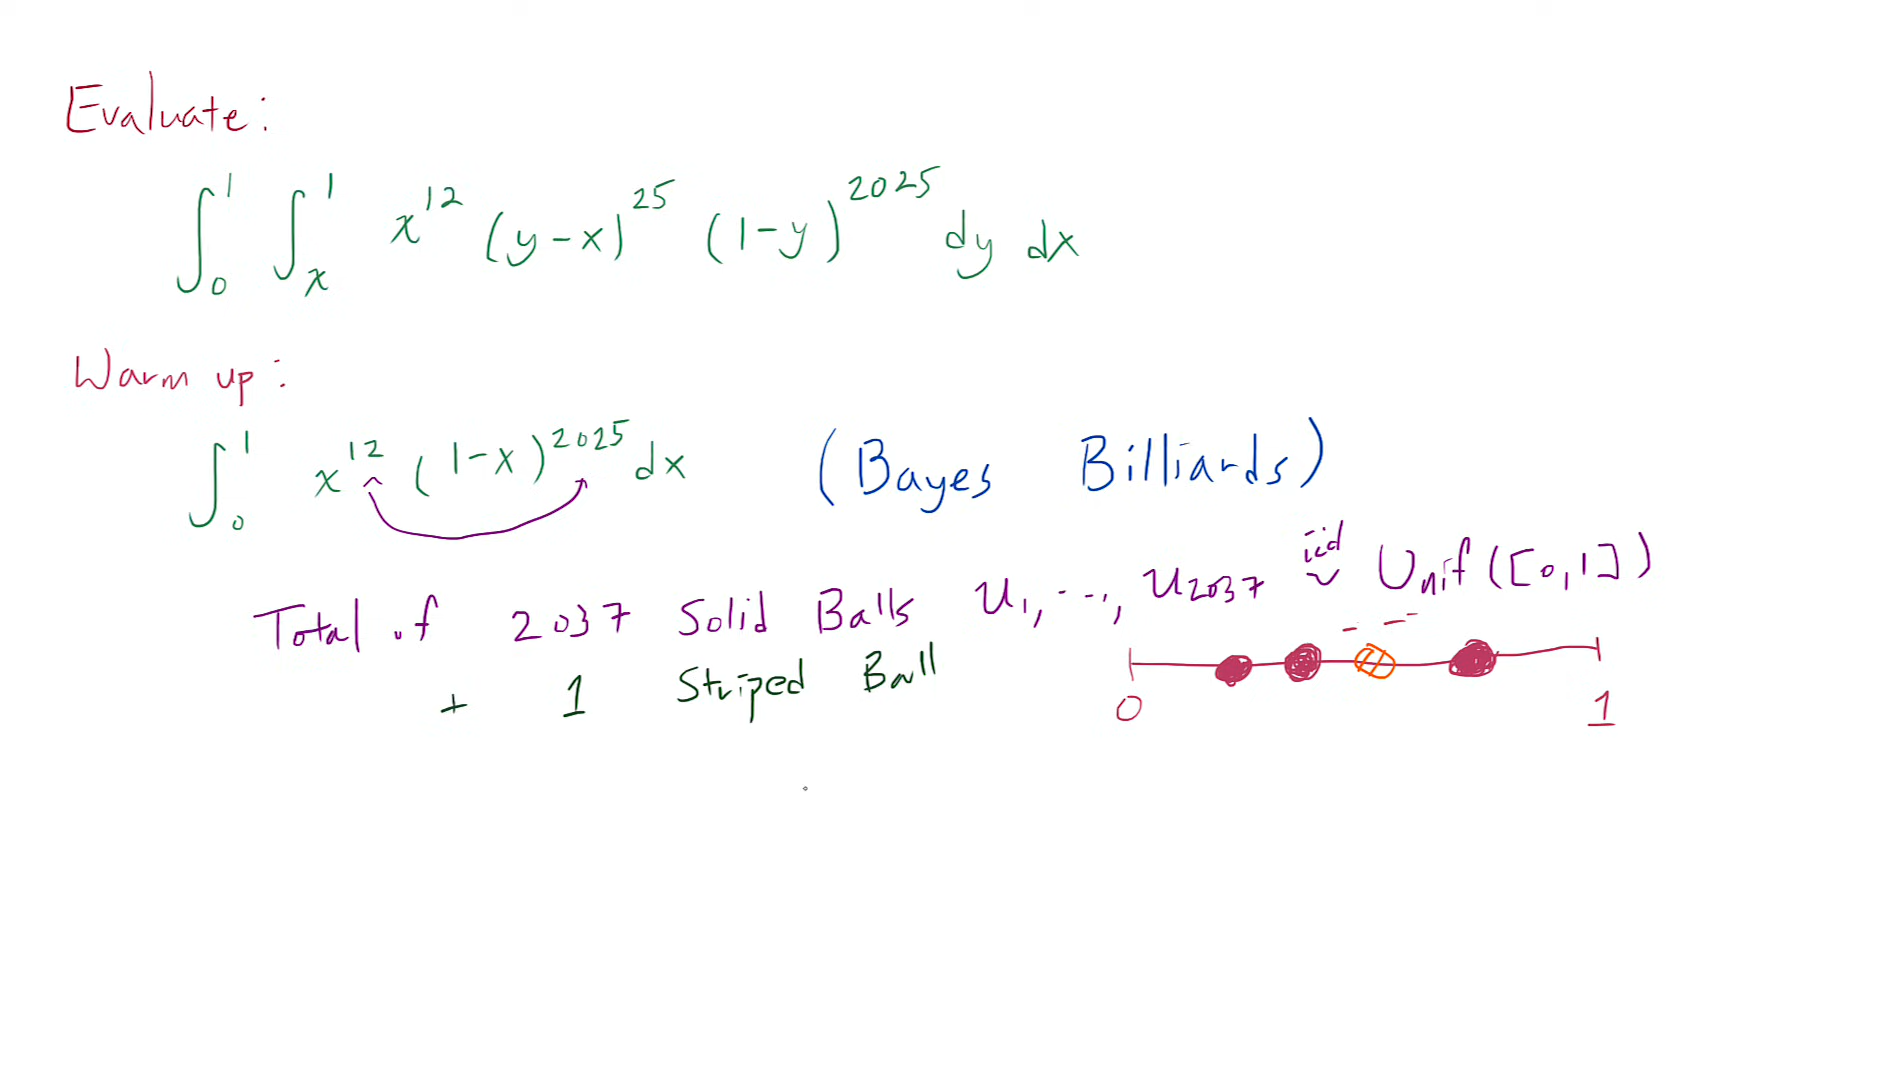 Evaluate:
∫₀¹ ∫ₓ¹ x¹² (y-x)²⁵ (1-y)²⁰²⁵ dy dx
Warm up:
∫₀¹ x¹² (1-x)²⁰²⁵ dx (Bayes Billiards)
Total of 2037 Solid Balls U₁, ..., U₂₀₃₇ iid ~ Unif([0,1])
+ 1 Striped Ball
0 1